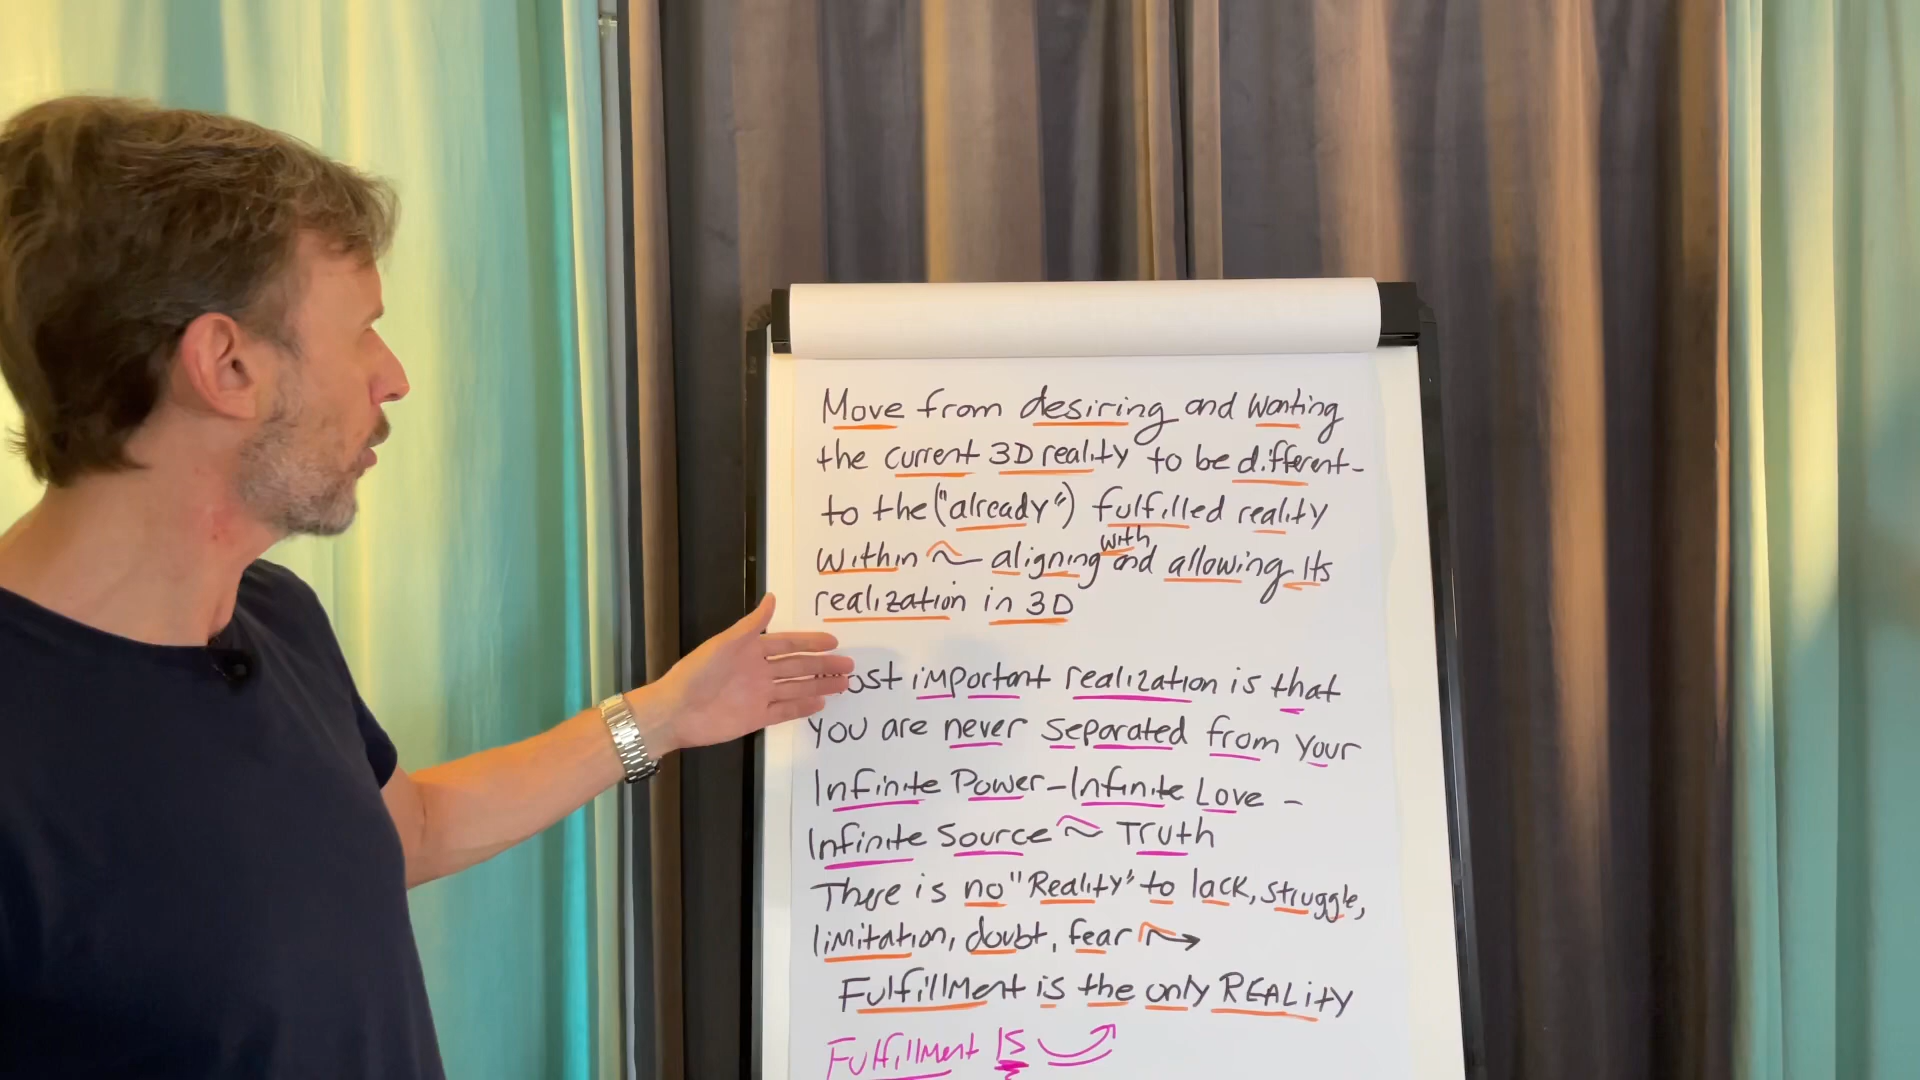 Move from desiring and wanting
the current 3D reality to be different-
to the ("already") fulfilled reality
Within ~ aligning with and allowing Its
realization in 3D
important realization is that
you are never separated from your
Infinite Power - Infinite Love -
Infinite Source ~ Truth
There is no "Reality" to lack, struggle,
limitation, doubt, fear ~→
Fulfillment is the only REALity
Fulfillment IS